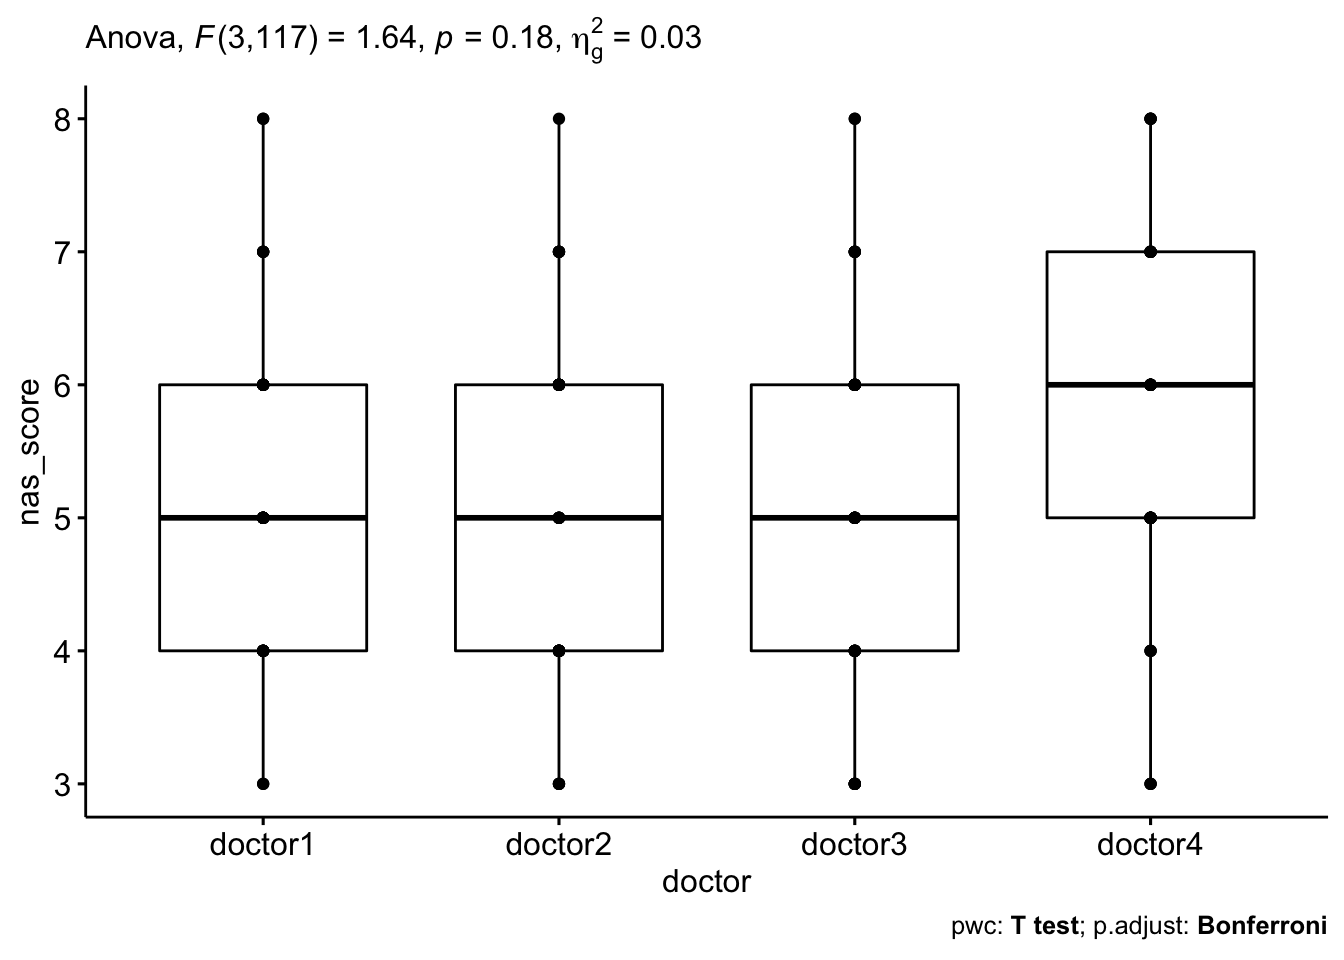 Anova, F(3,117) = 1.64, p = 0.18, η²g = 0.03
8
7
6
5
4
3
nas_score
doctor1 doctor2 doctor3 doctor4
doctor
pwc: T test; p.adjust: Bonferroni